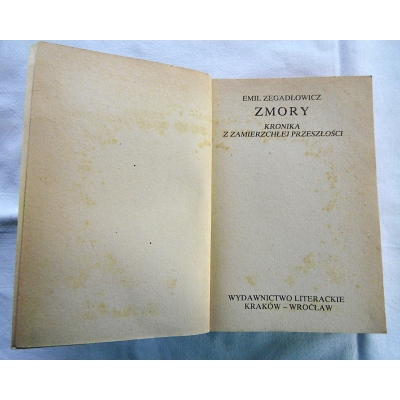 EMIL ZEGADŁOWICZ
ZMORY
KRONIKA
Z ZAMIERZCHŁEJ PRZESZŁOŚCI
WYDAWNICTWO LITERACKIE
KRAKÓW – WROCŁAW